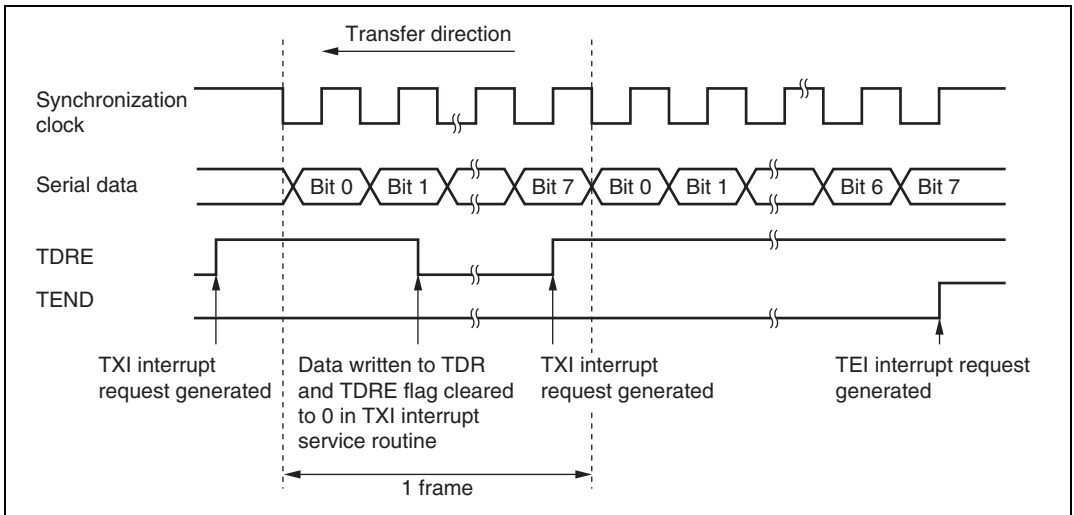 Transfer direction
Synchronization
clock
Serial data
Bit 0 Bit 1 Bit 7 Bit 0 Bit 1 Bit 6 Bit 7
TDRE
TEND
TXI interrupt
request generated
Data written to TDR
and TDRE flag cleared
to 0 in TXI interrupt
service routine
TXI interrupt
request generated
TEI interrupt request
generated
1 frame